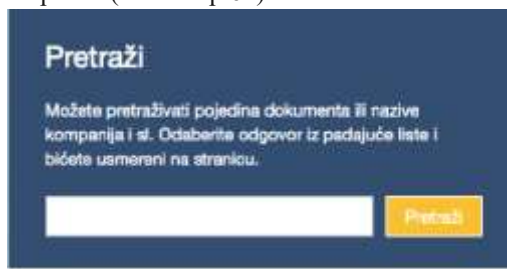 Pretraži
Možete pretraživati pojedina dokumenta ili nazive
kompanija i sl. Odaberite odgovor iz padajuće liste i
bićete usmereni na stranicu.
Pretraži